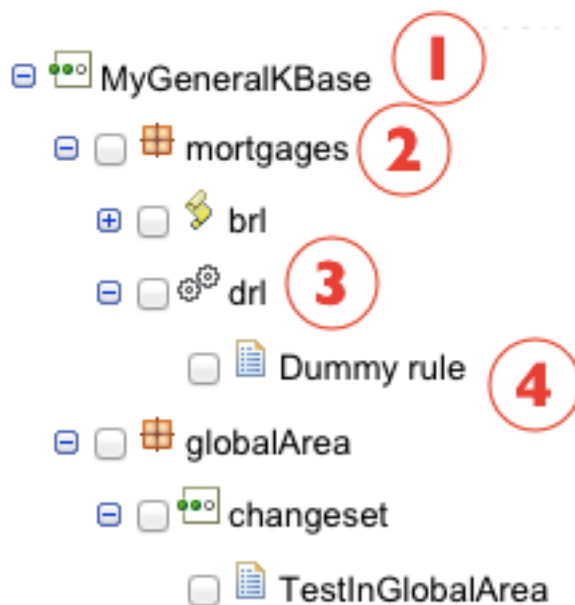 MyGeneralKBase 1
mortgages 2
brl
drl 3
Dummy rule 4
globalArea
changeset
TestInGlobalArea